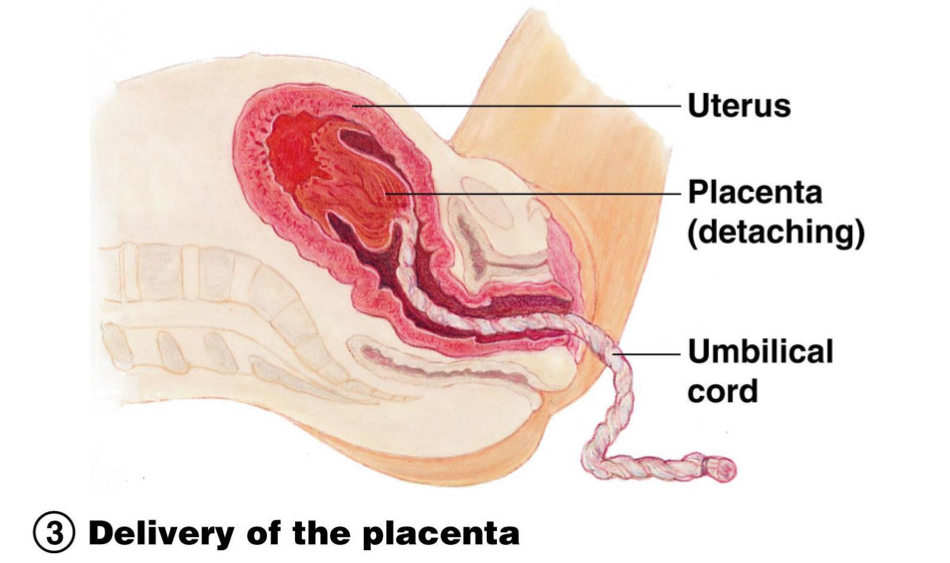 Uterus
Placenta
(detaching)
Umbilical
cord
③ Delivery of the placenta